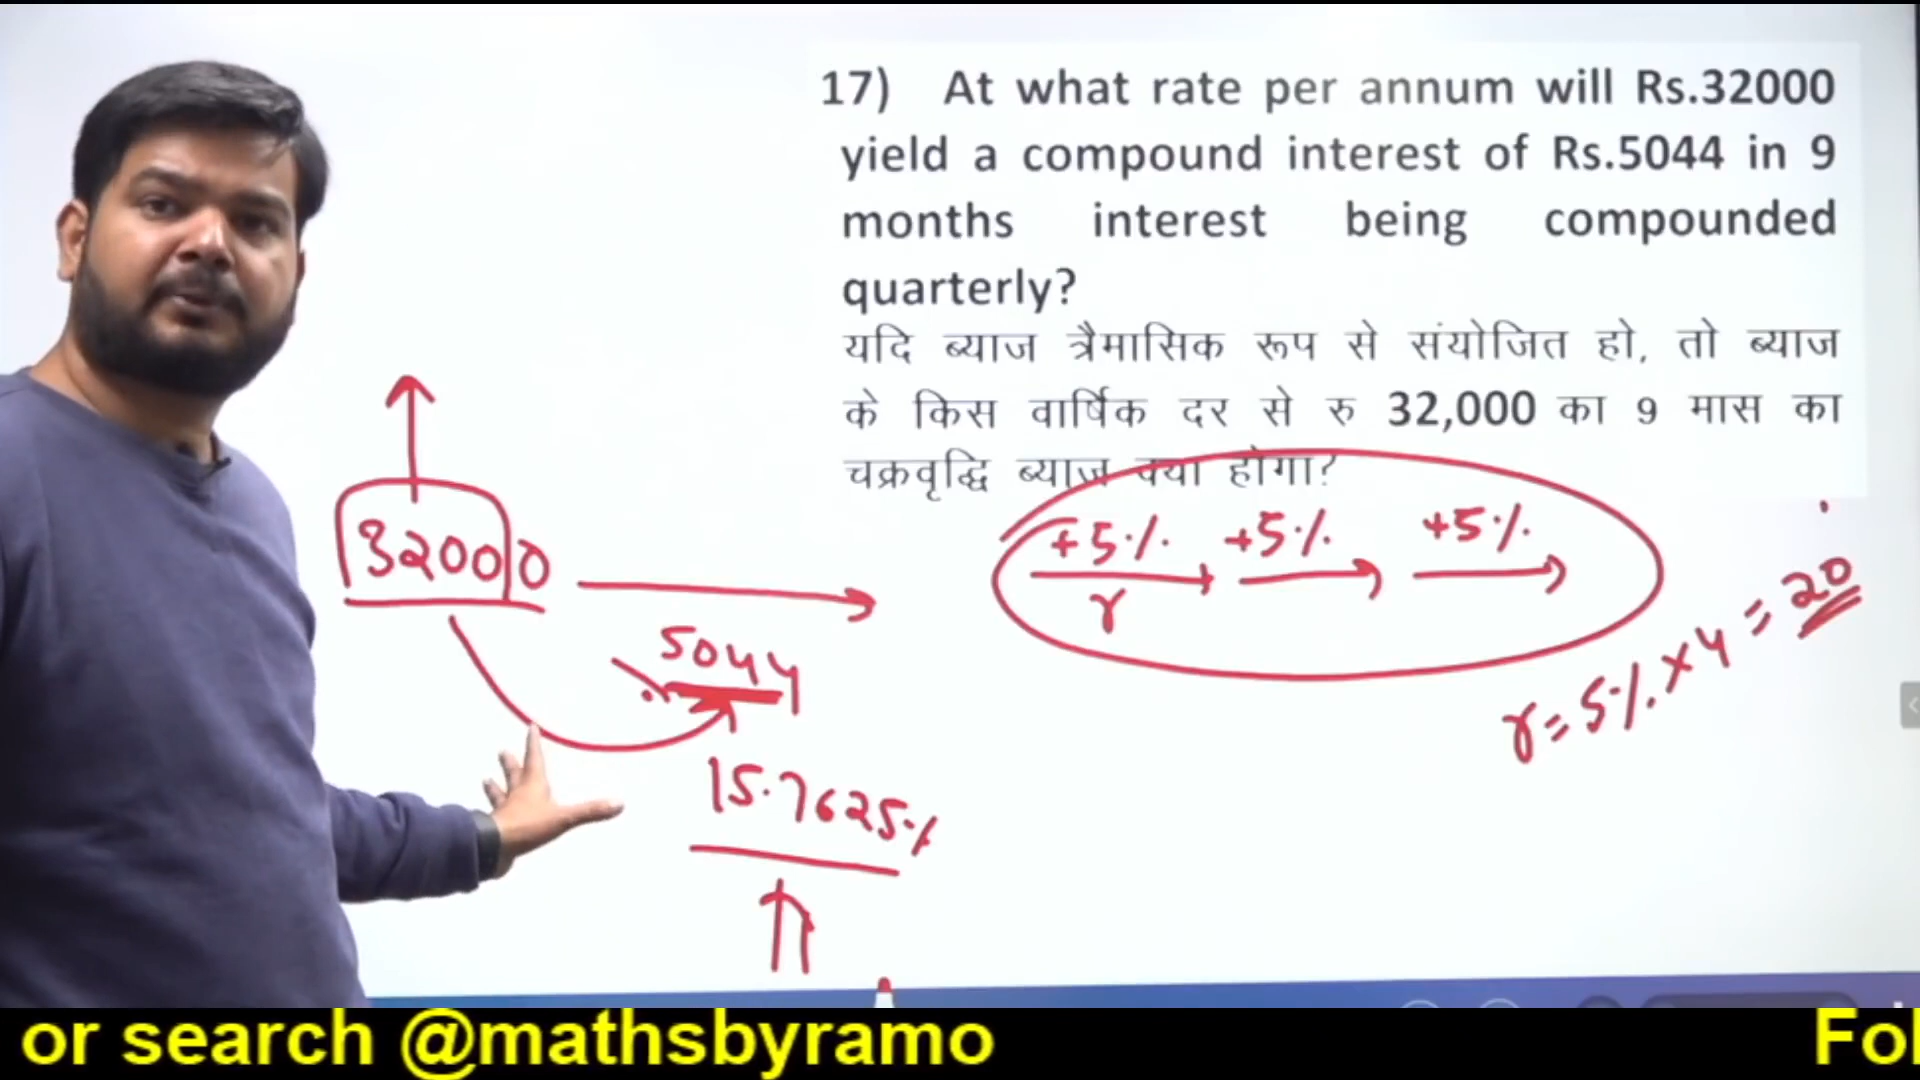 17) At what rate per annum will Rs.32000
yield a compound interest of Rs.5044 in 9
months interest being compounded
quarterly?
यदि ब्याज त्रैमासिक रूप से संयोजित हो, तो ब्याज
के किस वार्षिक दर से रु 32,000 का 9 मास का
चक्रवृद्धि ब्याज क्या होगा?
+5% +5% +5%
r
32000
5044
15.7625%
r = 5% x 4 = 20
or search @mathsbyramo
Fol